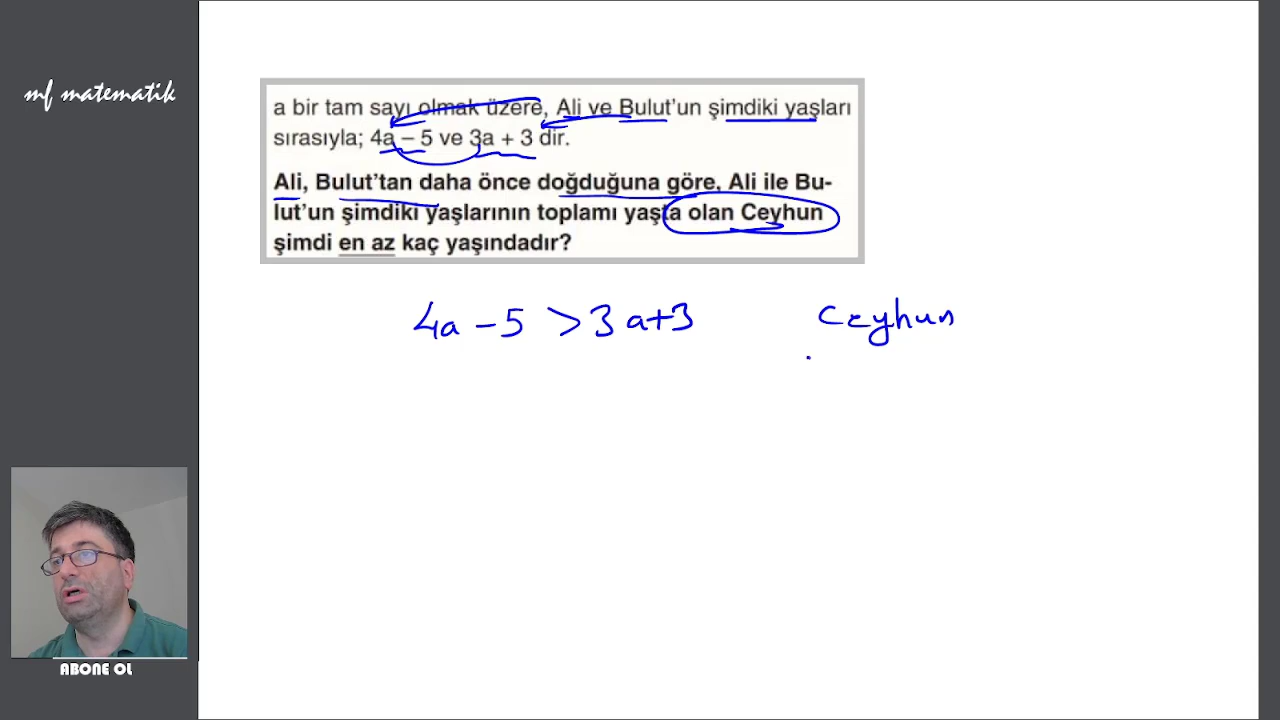 mf matematik
a bir tam sayı olmak üzere, Ali ve Bulut'un şimdiki yaşları
sırasıyla; 4a – 5 ve 3a + 3 dir.
Ali, Bulut'tan daha önce doğduğuna göre, Ali ile Bu-
lut'un şimdiki yaşlarının toplamı yaşta olan Ceyhun
şimdi en az kaç yaşındadır?
4a – 5 > 3a+3
Ceyhun
ABONE OL